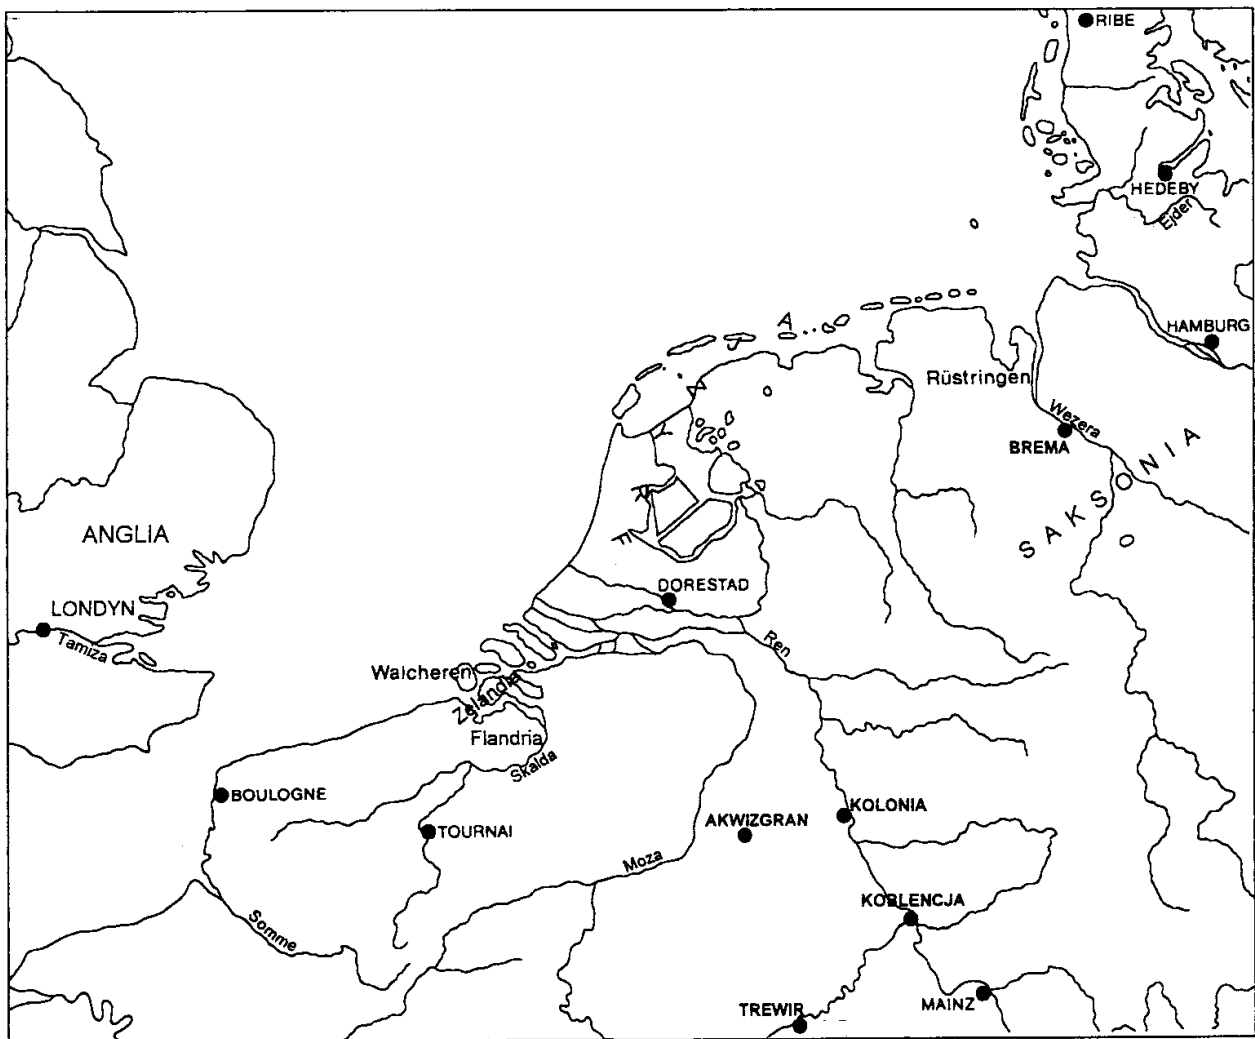 RIBE
HEDEBY
Ejder
HAMBURG
FRYZJA
Rüstringen
Wezera
BREMA
SAKSONIA
ANGLIA
LONDYN
Tamiza
DORESTAD
Ren
Walcheren
Zelandia
Flandria
Skalda
BOULOGNE
TOURNAI
AKWIZGRAN
KOLONIA
Moza
KOBLENCJA
Somme
TREWIR
MAINZ